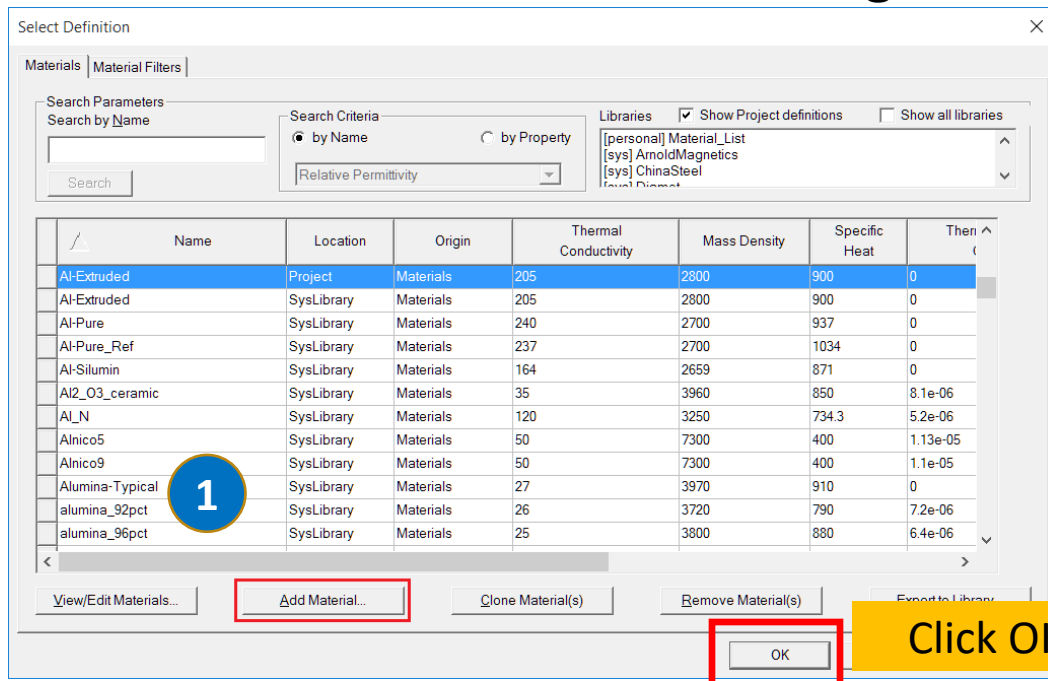 Select Definition
Materials Material Filters
Search Parameters
Search by Name
Search
Search Criteria
by Name by Property
Relative Permittivity
Libraries Show Project definitions Show all libraries
[personal] Material_List
[sys] ArnoldMagnetics
[sys] ChinaSteel
Name Location Origin Thermal Conductivity Mass Density Specific Heat
Al-Extruded Project Materials 205 2800 900 0
Al-Extruded SysLibrary Materials 205 2800 900 0
Al-Pure SysLibrary Materials 240 2700 937 0
Al-Pure_Ref SysLibrary Materials 237 2700 1034 0
Al-Silumin SysLibrary Materials 164 2659 871 0
Al2_O3_ceramic SysLibrary Materials 35 3960 850 8.1e-06
Al_N SysLibrary Materials 120 3250 734.3 5.2e-06
Alnico5 SysLibrary Materials 50 7300 400 1.13e-05
Alnico9 SysLibrary Materials 50 7300 400 1.1e-05
Alumina-Typical SysLibrary Materials 27 3970 910 0
alumina_92pct SysLibrary Materials 26 3720 790 7.2e-06
alumina_96pct SysLibrary Materials 25 3800 880 6.4e-06
1
View/Edit Materials... Add Material... Clone Material(s) Remove Material(s) Export to Library
OK
Click